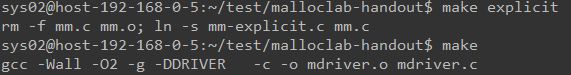 sys02@host-192-168-0-5:~/test/malloclab-handout$ make explicit
rm -f mm.c mm.o; ln -s mm-explicit.c mm.c
sys02@host-192-168-0-5:~/test/malloclab-handout$ make
gcc -Wall -O2 -g -DDRIVER   -c -o mdriver.o mdriver.c